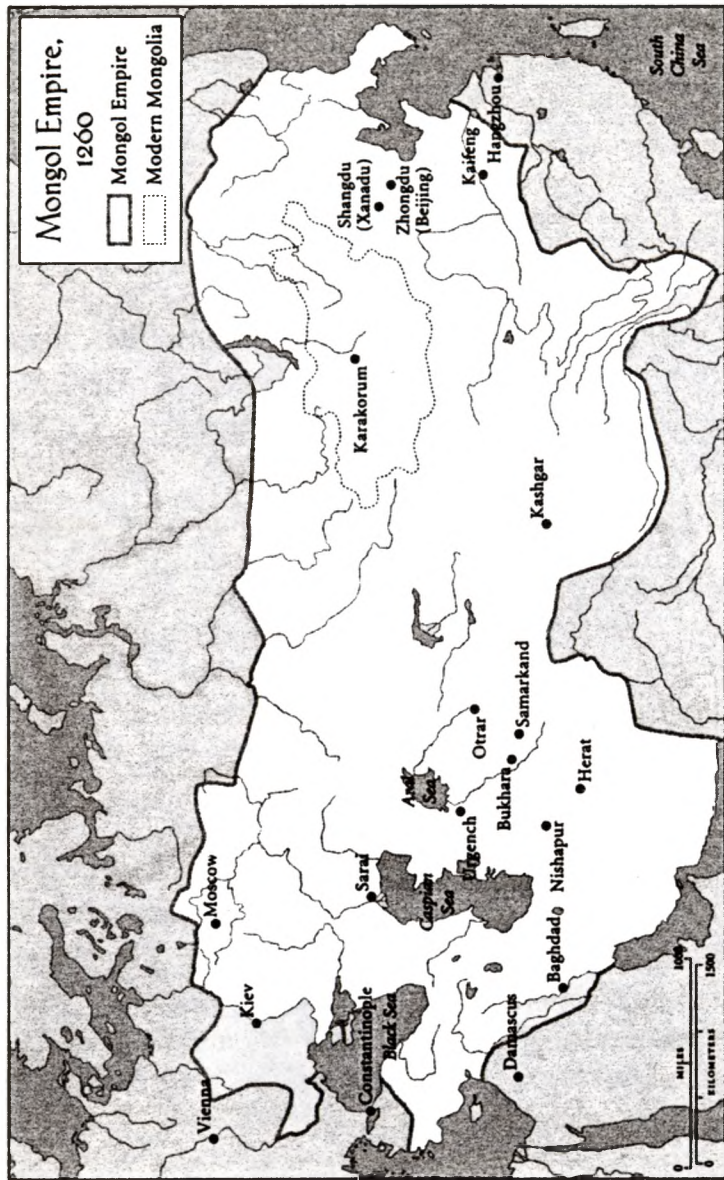 Mongol Empire,
1260
Mongol Empire
Modern Mongolia
Vienna
Kiev
Moscow
Constantinople
Black Sea
Sarai
Caspian
Sea
Aral
Sea
Urgench
Otrar
Bukhara
Samarkand
Nishapur
Herat
Baghdad
Damascus
Kashgar
Karakorum
Shangdu
(Xanadu)
Zhongdu
(Beijing)
Kaifeng
Hangzhou
South
China
Sea
0
MILES
1000
0
KILOMETERS
1500